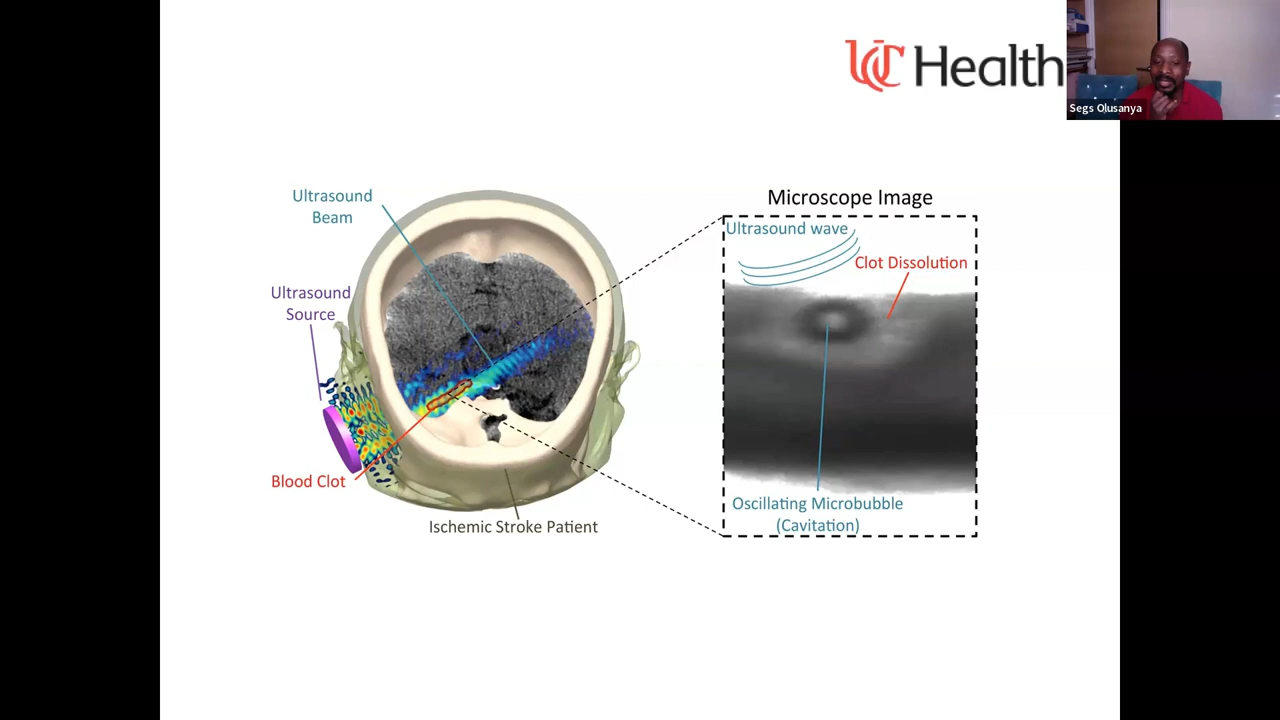 UC Health
Segs Olusanya
Ultrasound
Beam
Ultrasound
Source
Blood Clot
Ischemic Stroke Patient
Microscope Image
Ultrasound wave
Clot Dissolution
Oscillating Microbubble
(Cavitation)